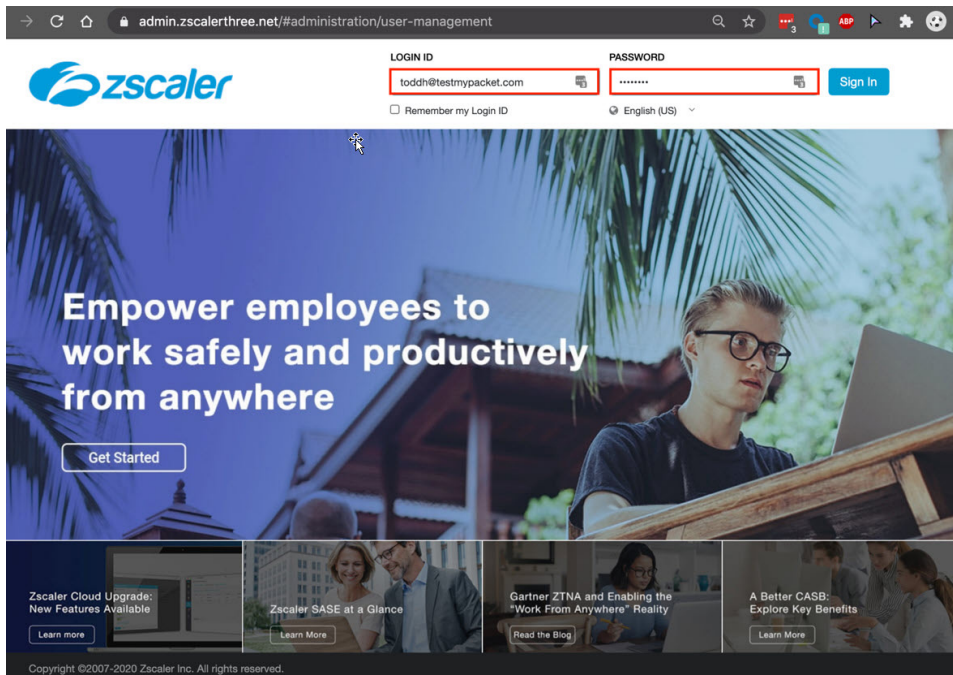 admin.zscalerthree.net/#administration/user-management
3
1
ABP
zscaler
LOGIN ID
toddh@testmypacket.com
Remember my Login ID
PASSWORD
········
English (US)
Sign In
Empower employees to
work safely and productively
from anywhere
Get Started
Zscaler Cloud Upgrade:
New Features Available
Learn more
Zscaler SASE at a Glance
Learn More
Gartner ZTNA and Enabling the
“Work From Anywhere” Reality
Read the Blog
A Better CASB:
Explore Key Benefits
Learn More
Copyright ©2007-2020 Zscaler Inc. All rights reserved.